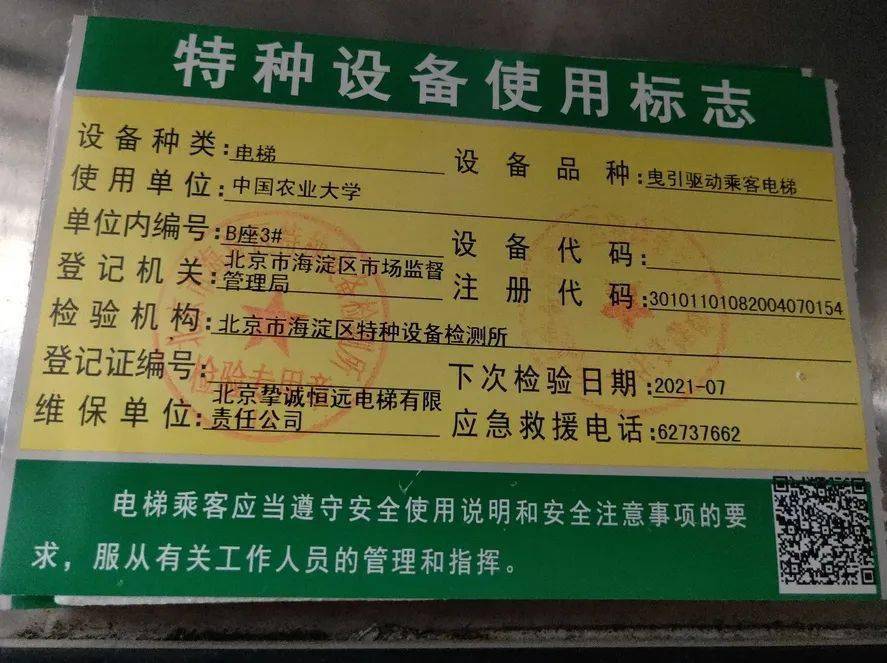 特种设备使用标志
设备种类:电梯 设备品种:曳引驱动乘客电梯
使用单位:中国农业大学
单位内编号:B座3# 设备代码:
登记机关:北京市海淀区市场监督
管理局 注册代码:30101101082004070154
检验机构:北京市海淀区特种设备检测所
登记证编号: 下次检验日期:2021-07
维保单位:北京挚诚恒远电梯有限
责任公司 应急救援电话:62737662
检验专用章
电梯乘客应当遵守安全使用说明和安全注意事项的要
求，服从有关工作人员的管理和指挥。